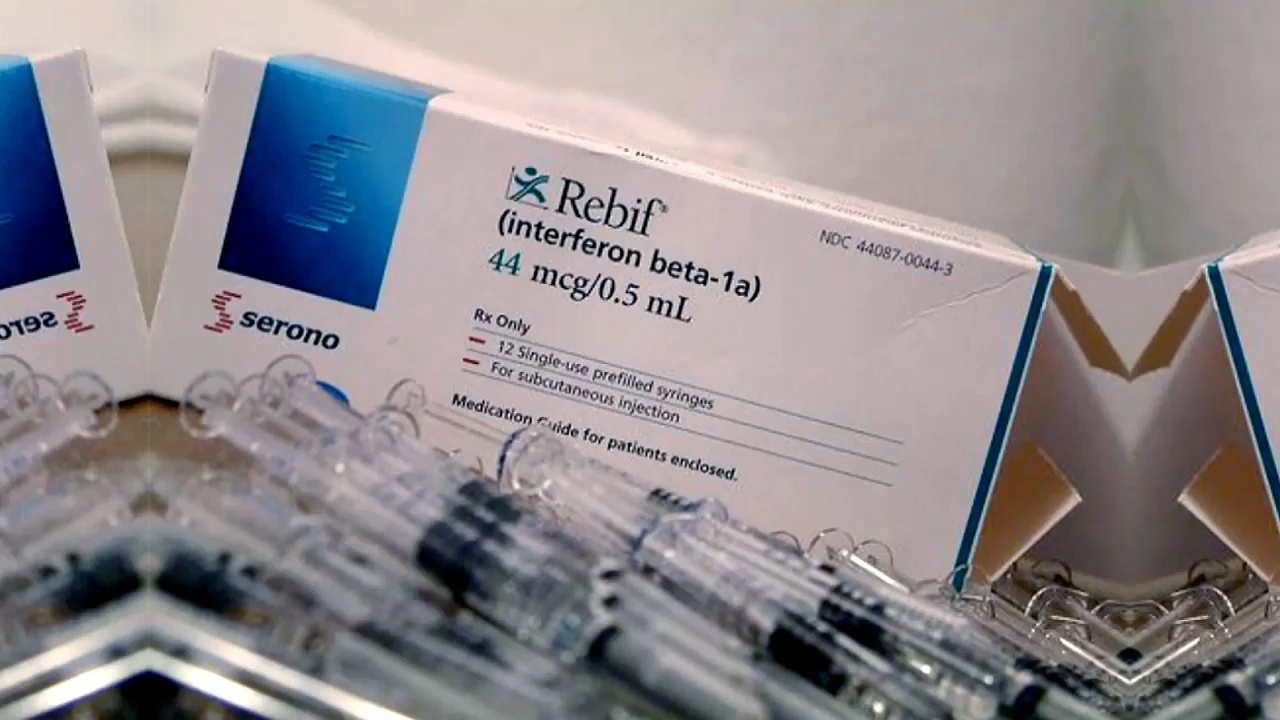 Rebif®
(interferon beta-1a)
44 mcg/0.5 mL
NDC 44087-0044-3
serono
Rx Only
12 Single-use prefilled syringes
For subcutaneous injection
Medication Guide for patients enclosed.